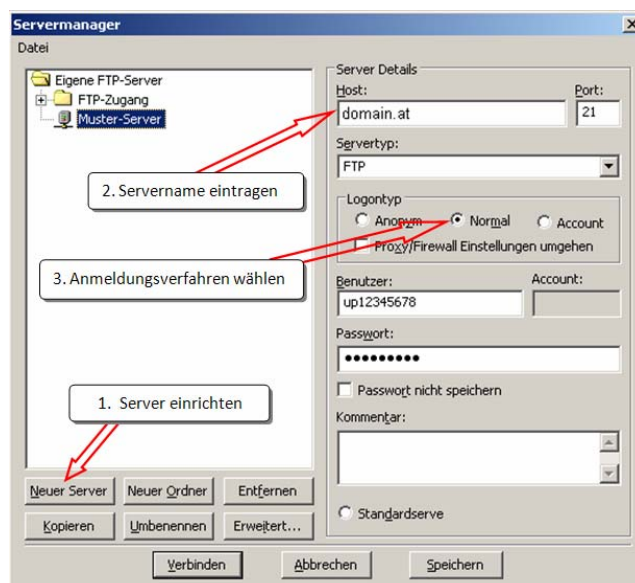 Servermanager
Datei
Eigene FTP-Server
FTP-Zugang
Muster-Server
2. Servername eintragen
3. Anmeldungsverfahren wählen
1. Server einrichten
Neuer Server Neuer Ordner Entfernen
Kopieren Umbenennen Erweitert...
Server Details
Host: Port:
domain.at 21
Servertyp:
FTP
Logontyp
Anonym Normal Account
Proxy/Firewall Einstellungen umgehen
Benutzer: Account:
up12345678
Passwort:
•••••••••
Passwort nicht speichern
Kommentar:
Standardserve
Verbinden Abbrechen Speichern